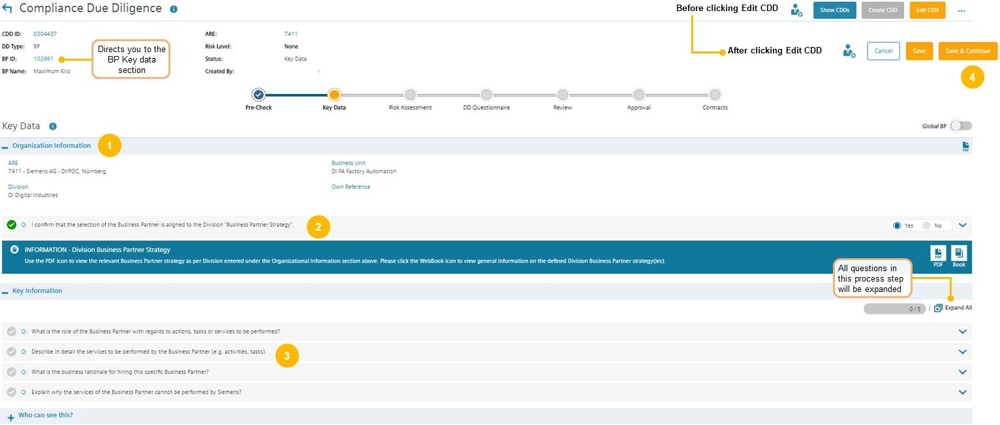 Compliance Due Diligence
Before clicking Edit CDD
Show CDDs
Create CDD
Edit CDD
CDD ID: 0304437
ARE: 7411
DD Type: BP
Risk Level: None
BP ID: 102691
Status: Key Data
BP Name: Maximum Kilo
Created By:
Directs you to the
BP Key data
section
After clicking Edit CDD
Cancel
Save
Save & Continue
4
Pre-Check
Key Data
Risk Assessment
DD Questionnaire
Review
Approval
Contracts
Key Data
Global BP
Organization Information
1
PDF
ARE
7411 - Siemens AG - DI/POC, Nürnberg
Business Unit
DI FA Factory Automation
Division
DI Digital Industries
Own Reference
Q: I confirm that the selection of the Business Partner is aligned to the Division "Business Partner Strategy".
2
Yes
No
INFORMATION - Division Business Partner Strategy
Use the PDF icon to view the relevant Business Partner strategy as per Division entered under the Organizational Information section above. Please click the WebBook icon to view general information on the defined Division Business Partner strategy(ies).
PDF
PDF
Book
All questions in
this process step
will be expanded
Key Information
0 / 5
Expand All
Q: What is the role of the Business Partner with regards to actions, tasks or services to be performed?
Q: Describe in detail the services to be performed by the Business Partner (e.g. activities, tasks).
3
Q: What is the business rationale for hiring this specific Business Partner?
Q: Explain why the services of the Business Partner cannot be performed by Siemens?
Who can see this?